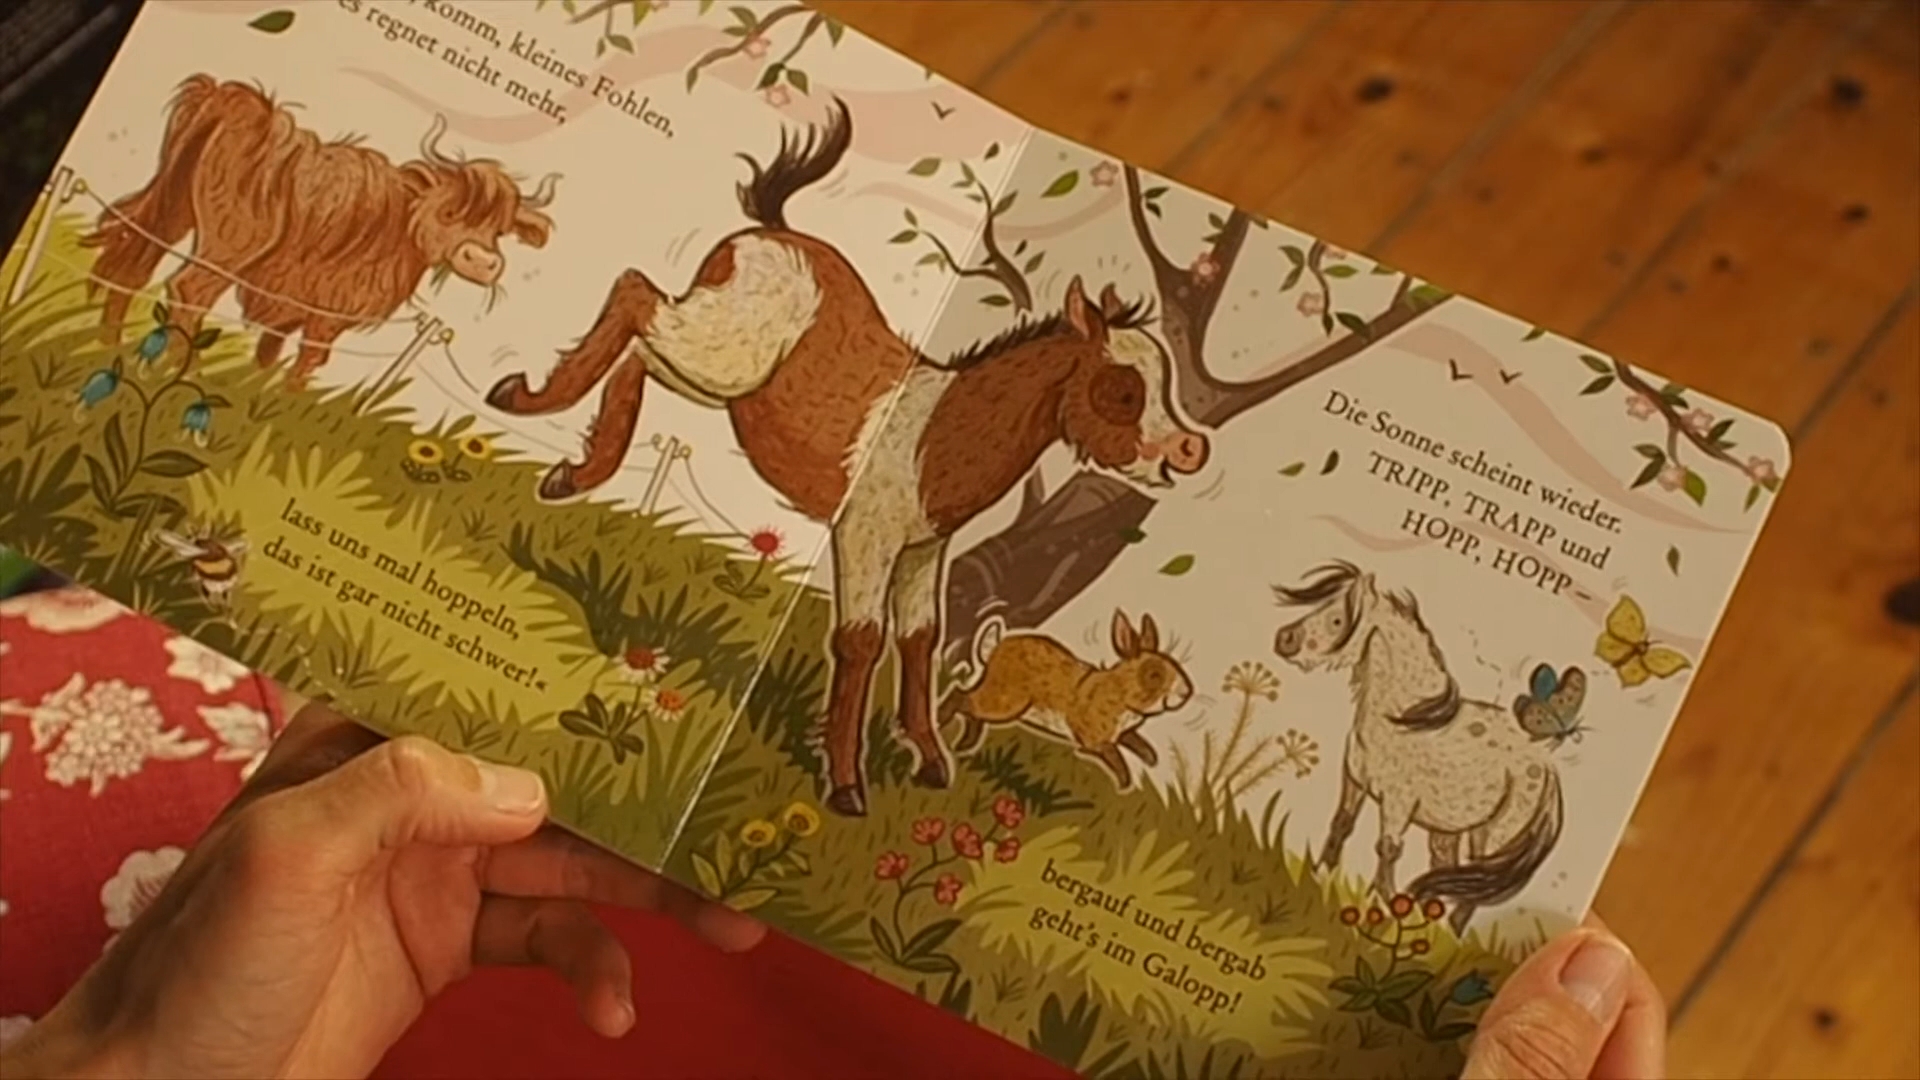 komm, kleines Fohlen,
es regnet nicht mehr,
lass uns mal hoppeln,
das ist gar nicht schwer!«
Die Sonne scheint wieder.
TRIPP, TRAPP und
HOPP, HOPP –
bergauf und bergab
geht's im Galopp!